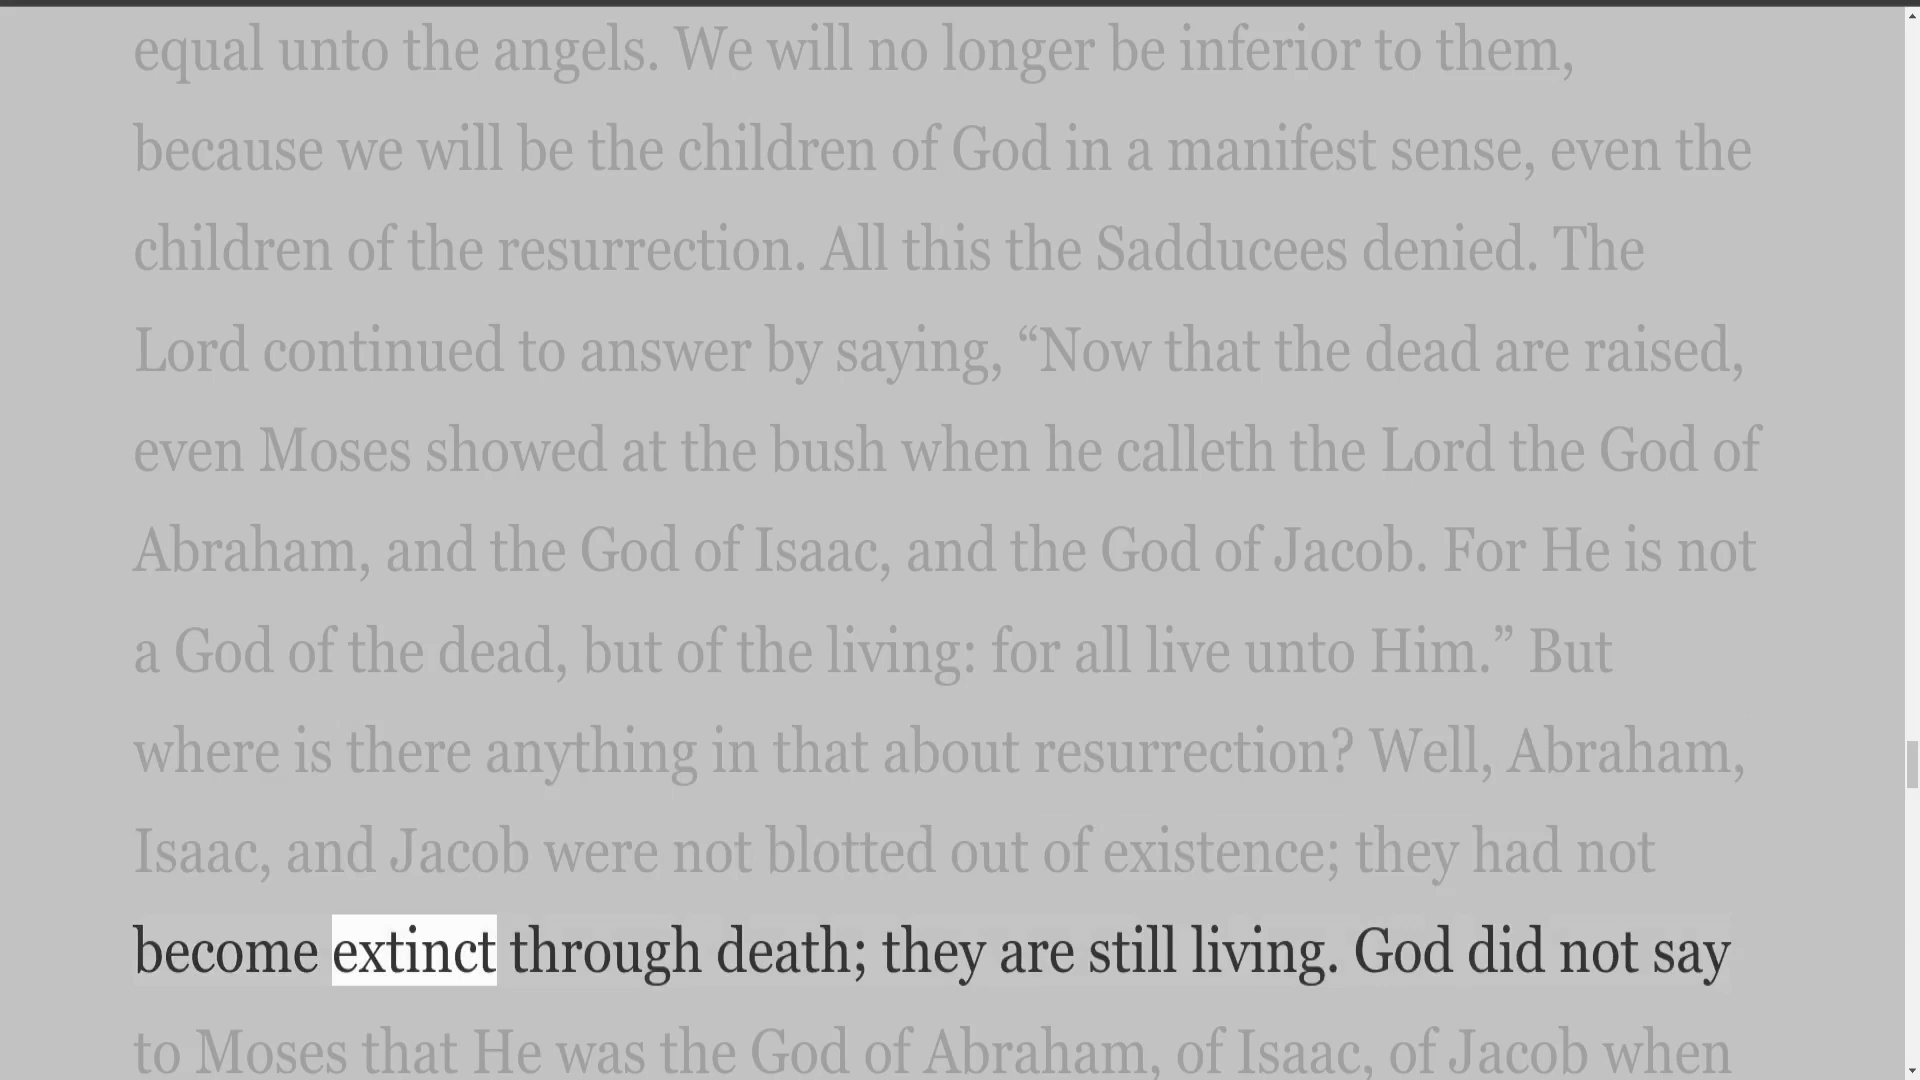 equal unto the angels. We will no longer be inferior to them,
because we will be the children of God in a manifest sense, even the
children of the resurrection. All this the Sadducees denied. The
Lord continued to answer by saying, “Now that the dead are raised,
even Moses showed at the bush when he calleth the Lord the God of
Abraham, and the God of Isaac, and the God of Jacob. For He is not
a God of the dead, but of the living: for all live unto Him.” But
where is there anything in that about resurrection? Well, Abraham,
Isaac, and Jacob were not blotted out of existence; they had not
become extinct through death; they are still living. God did not say
to Moses that He was the God of Abraham, of Isaac, of Jacob when